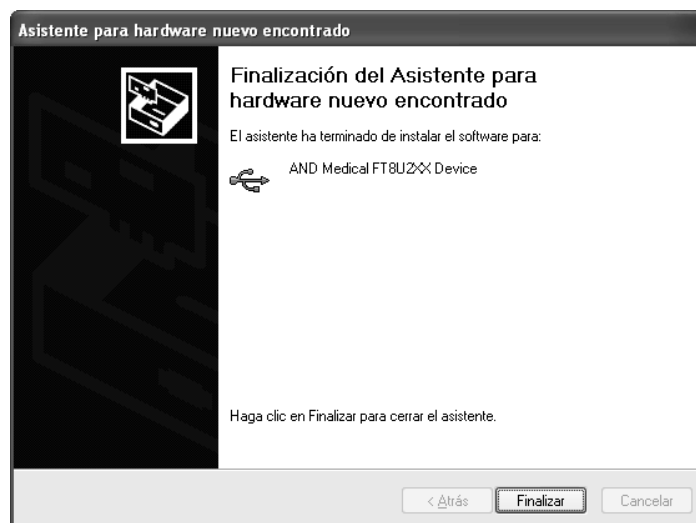 Asistente para hardware nuevo encontrado
Finalización del Asistente para
hardware nuevo encontrado
El asistente ha terminado de instalar el software para:
AND Medical FT8U2XX Device
Haga clic en Finalizar para cerrar el asistente.
< Atrás Finalizar Cancelar